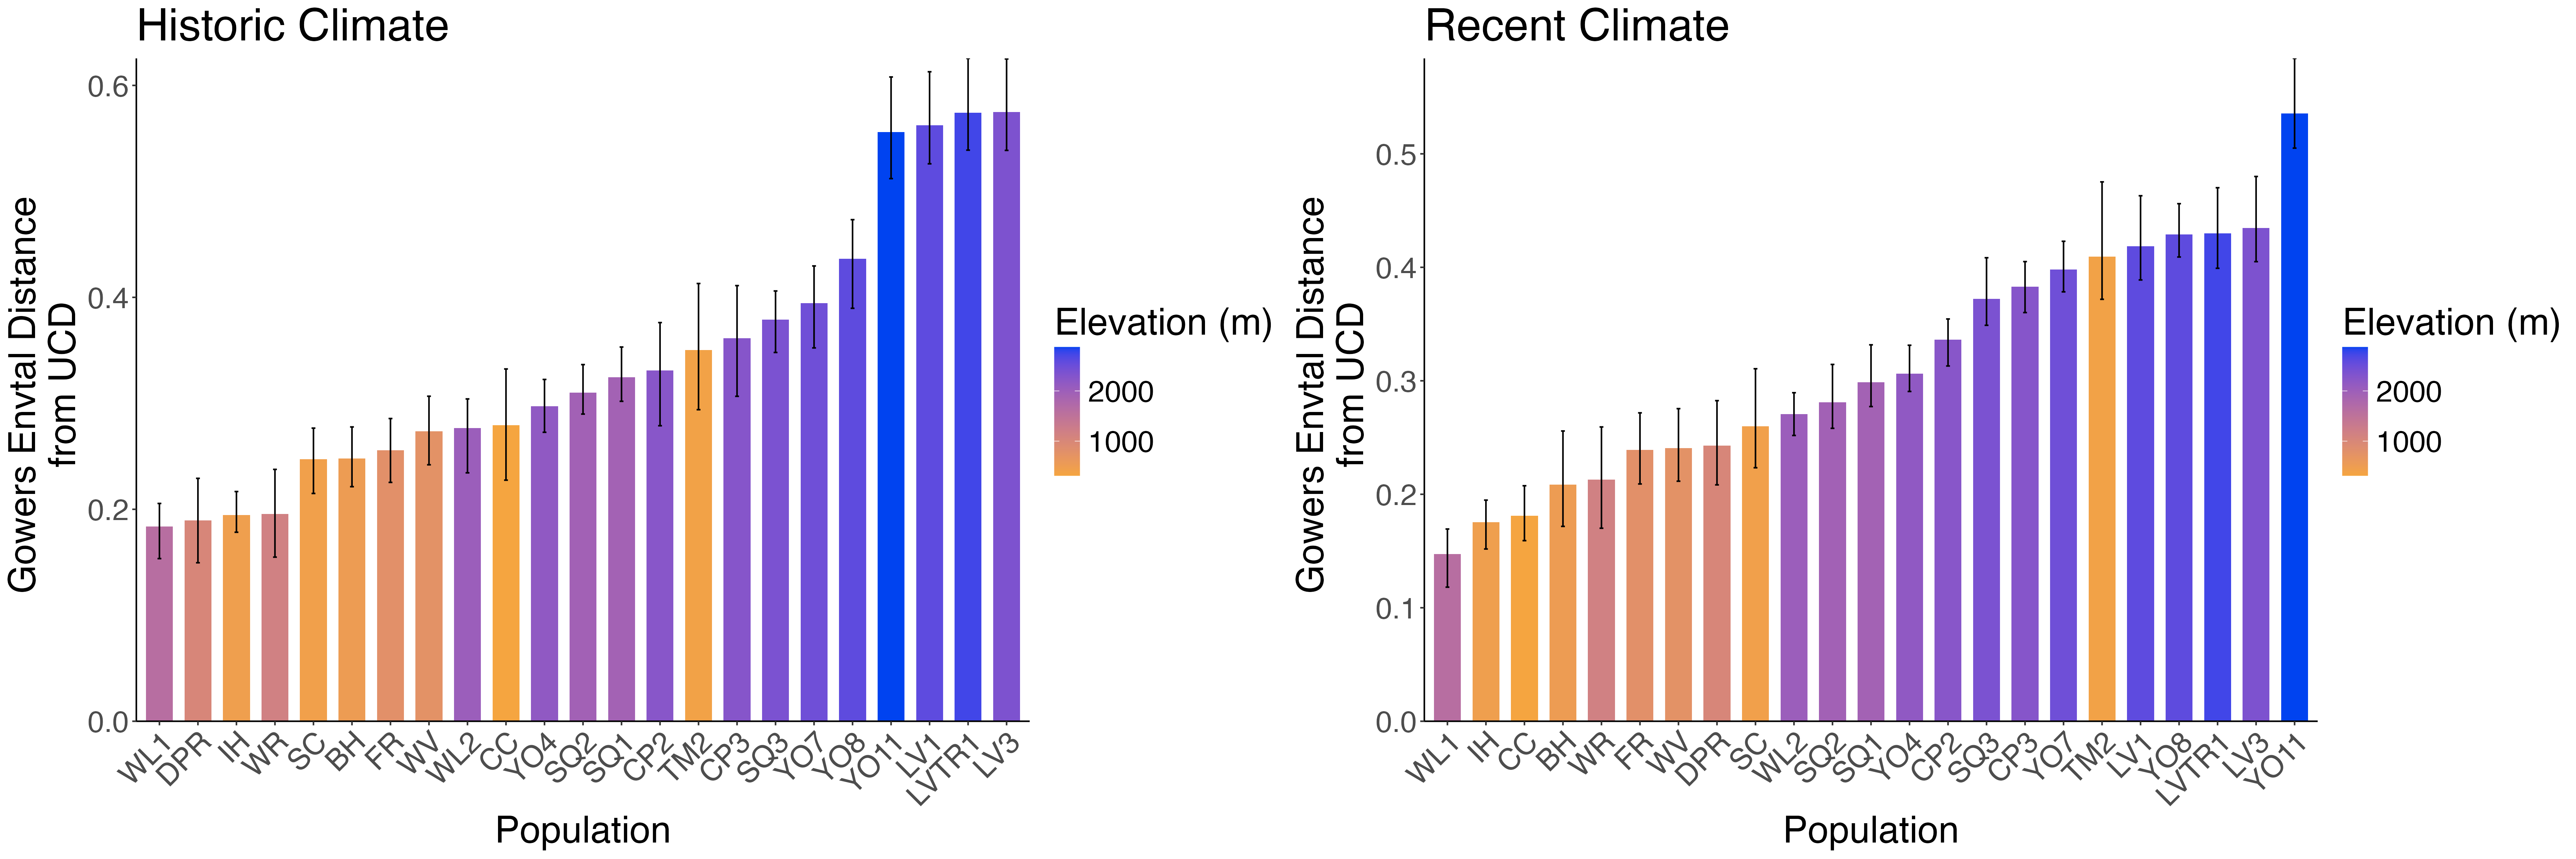 Historic Climate
Gowers Envtal Distance
from UCD
0.6
0.4
0.2
0.0
WL1
DPR
IH
WR
SC
BH
FR
WV
WL2
CC
YO4
SQ2
SQ1
CP2
TM2
CP3
SQ3
YO7
YO8
YO11
LV1
LVTR1
LV3
Population
Elevation (m)
2000
1000
Recent Climate
Gowers Envtal Distance
from UCD
0.5
0.4
0.3
0.2
0.1
0.0
WL1
IH
CC
BH
WR
FR
WV
DPR
SC
WL2
SQ2
SQ1
YO4
CP2
SQ3
CP3
YO7
TM2
LV1
YO8
LVTR1
LV3
YO11
Population
Elevation (m)
2000
1000